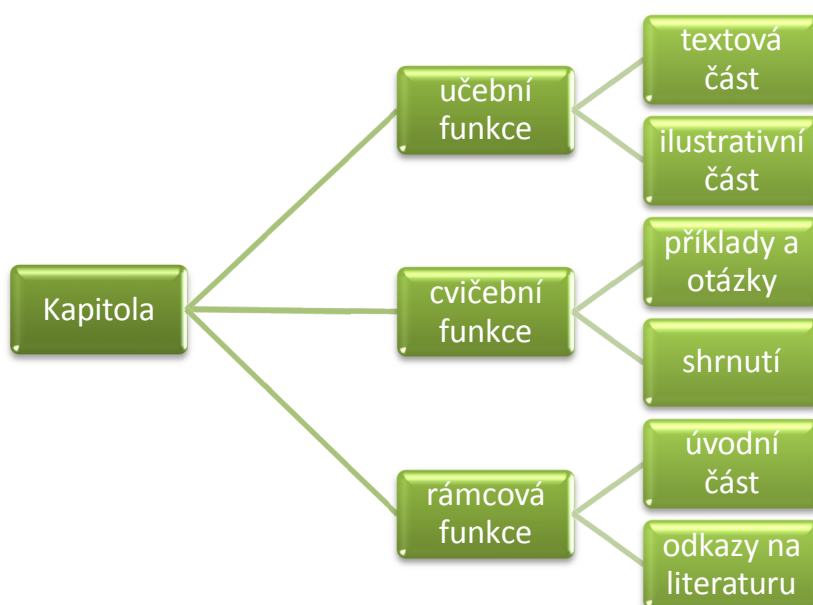 Kapitola
učební
funkce
textová
část
ilustrativní
část
cvičební
funkce
příklady a
otázky
shrnutí
rámcová
funkce
úvodní
část
odkazy na
literaturu